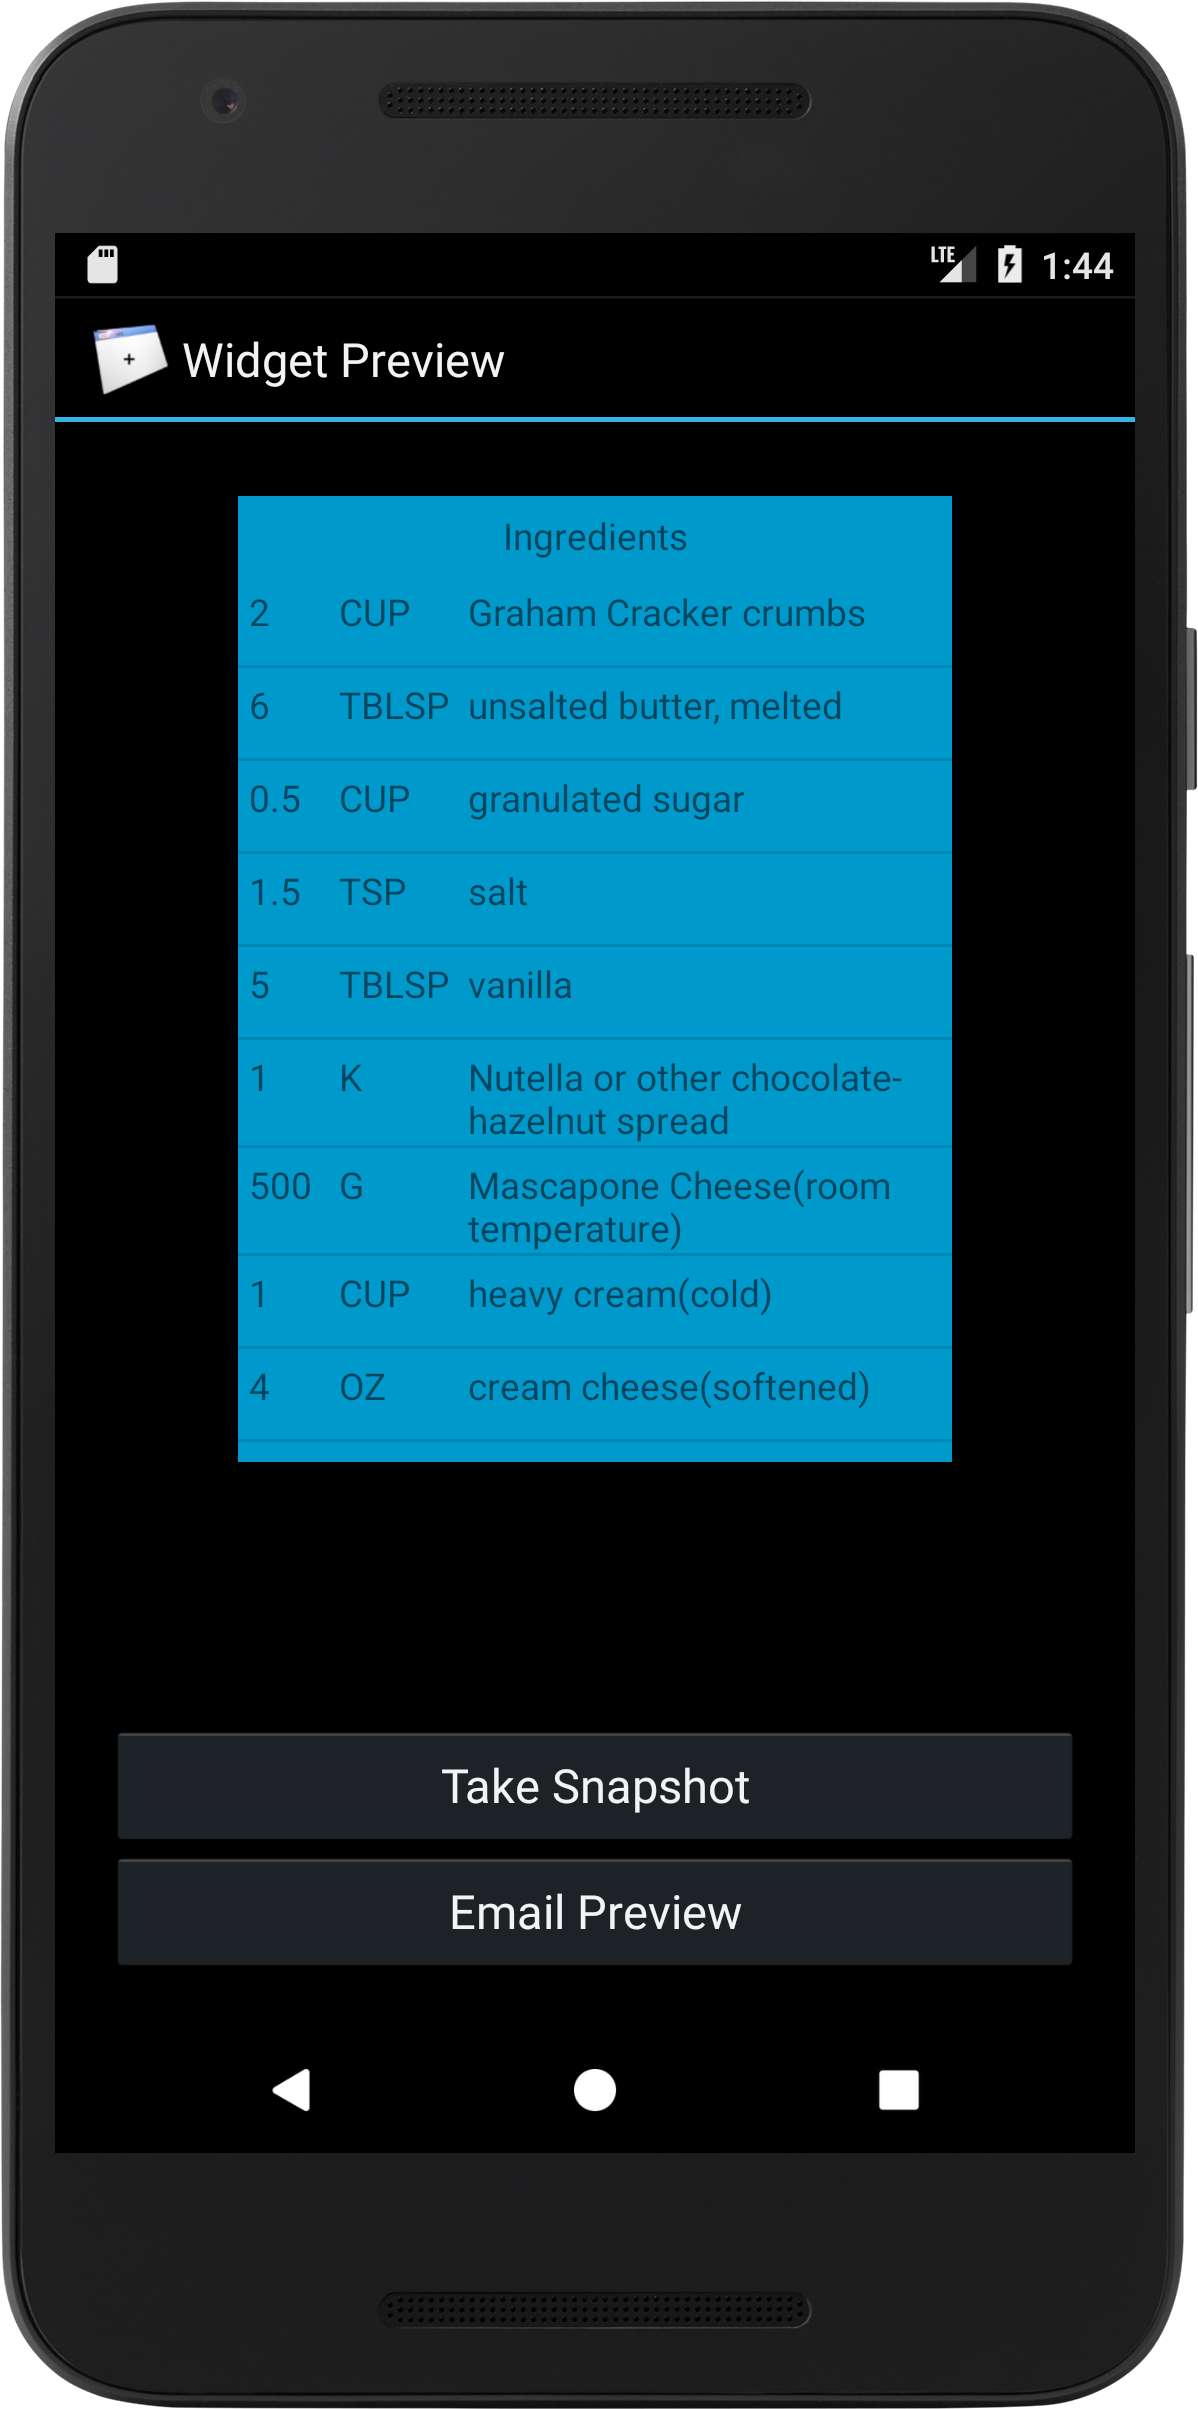 LTE 1:44
Widget Preview
Ingredients
2 CUP Graham Cracker crumbs
6 TBLSP unsalted butter, melted
0.5 CUP granulated sugar
1.5 TSP salt
5 TBLSP vanilla
1 K Nutella or other chocolate-
hazelnut spread
500 G Mascapone Cheese(room
temperature)
1 CUP heavy cream(cold)
4 OZ cream cheese(softened)
Take Snapshot
Email Preview